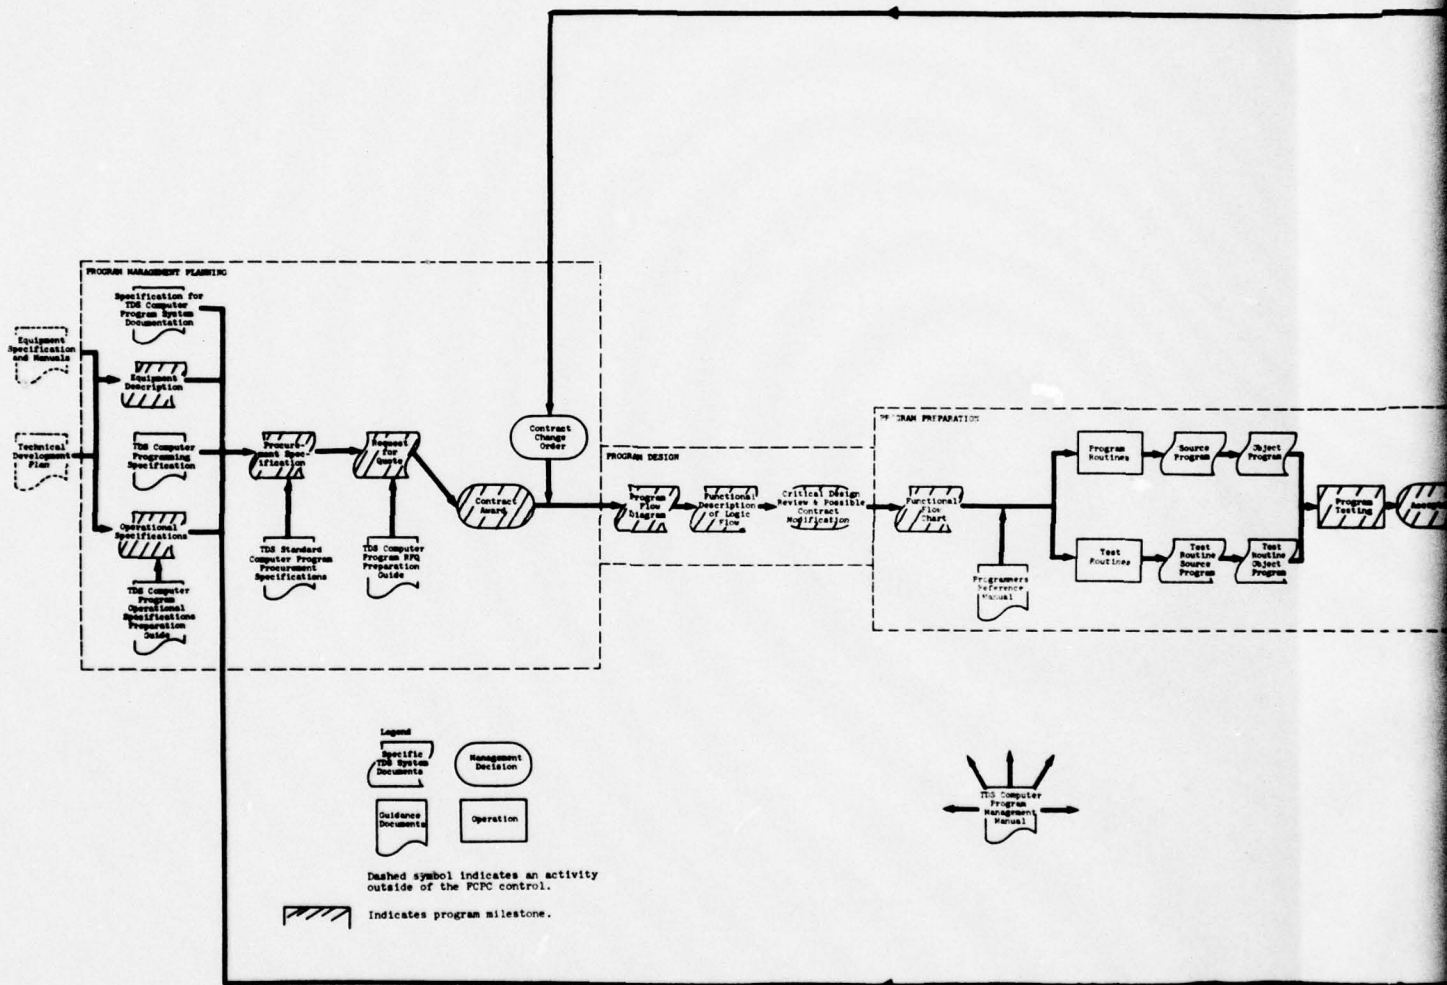 PROGRAM MANAGEMENT PLANNING
Specification for
TDS Computer
Program System
Documentation
Equipment
Specification
and Manuals
Equipment
Description
Technical
Development
Plan
TDS Computer
Programming
Specification
Operational
Specifications
TDS Computer
Program
Operational
Specifications
Preparation
Guide
Procure-
ment Spec-
ification
TDS Standard
Computer Program
Procurement
Specifications
Request
for
Quote
TDS Computer
Program RFQ
Preparation
Guide
Contract
Award
Contract
Change
Order
PROGRAM DESIGN
Program
Flow
Diagram
Functional
Description
of Logic
Flow
Critical Design
Review & Possible
Contract
Modification
PROGRAM PREPARATION
Functional
Flow
Chart
Programmers
Reference
Manual
Program
Routines
Source
Program
Object
Program
Test
Routines
Test
Routine
Source
Program
Test
Routine
Object
Program
Program
Testing
Legend
Specific
TDS System
Documents
Management
Decision
Guidance
Documents
Operation
Dashed symbol indicates an activity
outside of the FCPC control.
Indicates program milestone.
TDS Computer
Program
Management
Manual